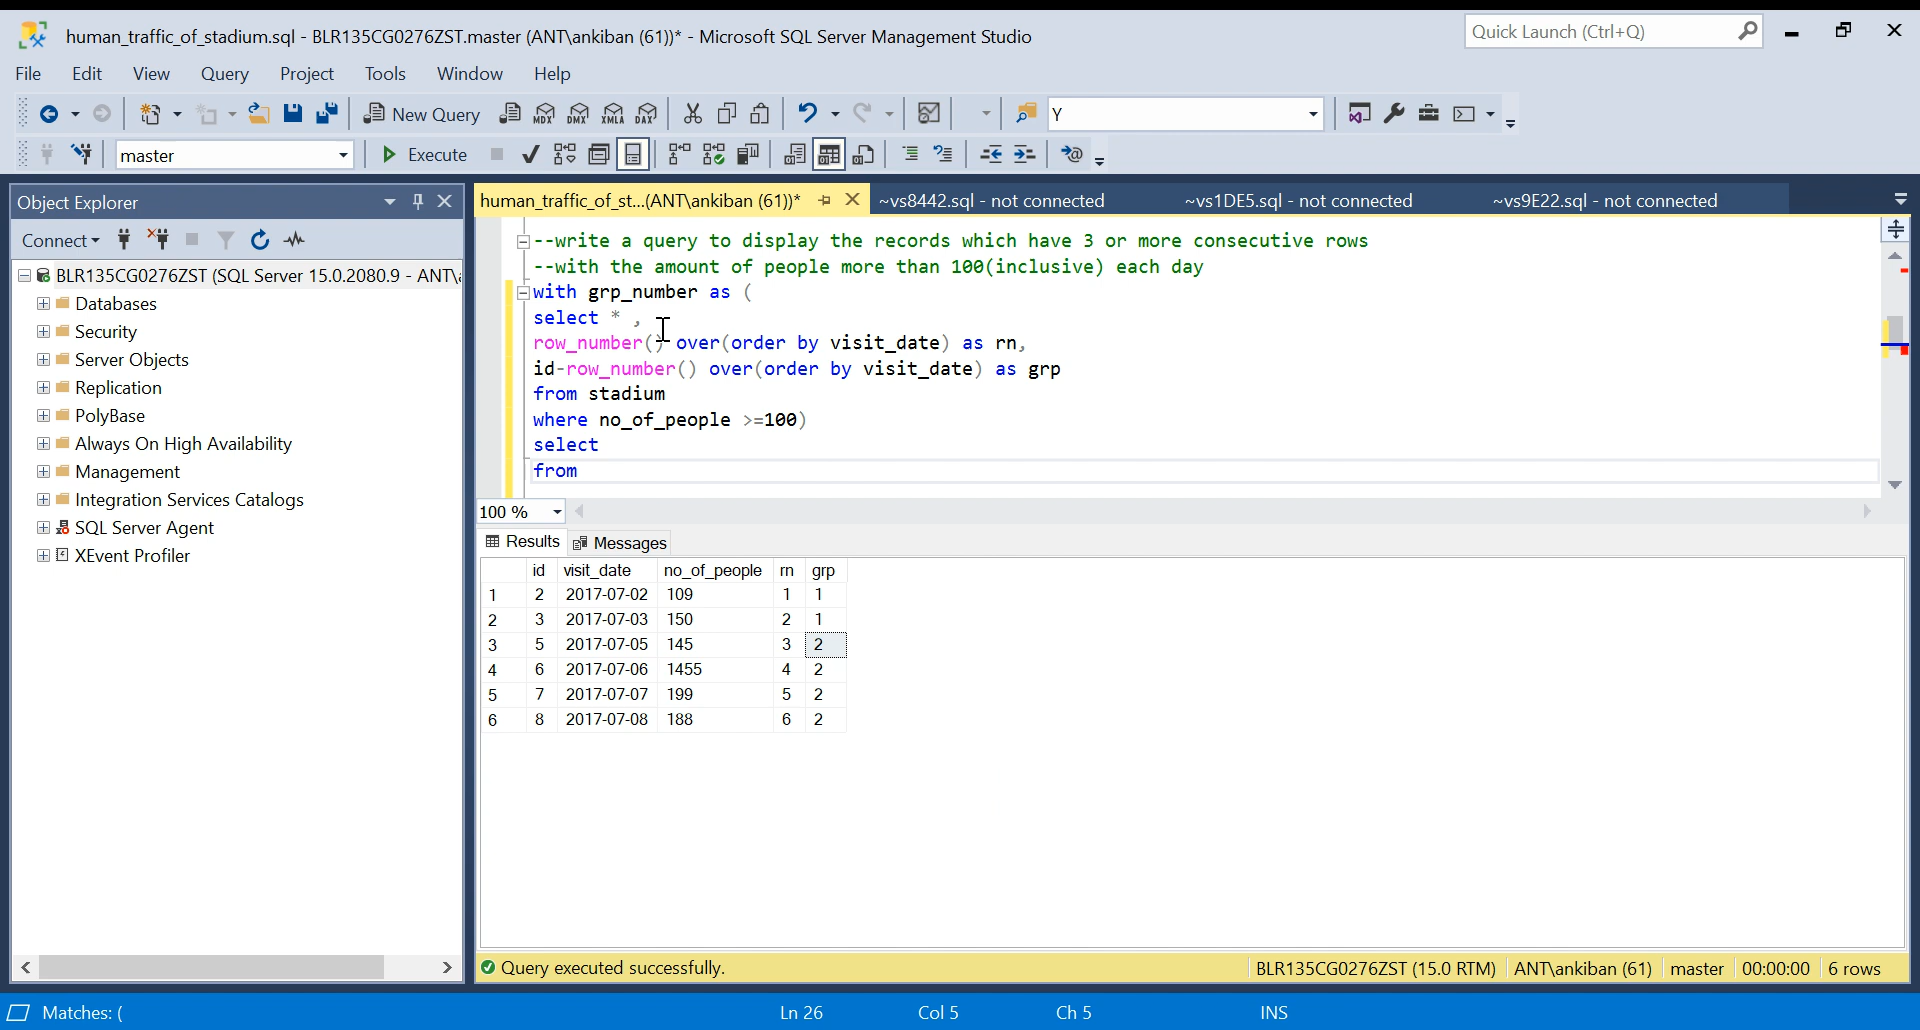 human_traffic_of_stadium.sql - BLR135CG0276ZST.master (ANT\ankiban (61))* - Microsoft SQL Server Management Studio
Quick Launch (Ctrl+Q)
File Edit View Query Project Tools Window Help
New Query MDX DMX XMLA DAX Y
master Execute
Object Explorer
Connect
BLR135CG0276ZST (SQL Server 15.0.2080.9 - ANT\
Databases
Security
Server Objects
Replication
PolyBase
Always On High Availability
Management
Integration Services Catalogs
SQL Server Agent
XEvent Profiler
human_traffic_of_st...(ANT\ankiban (61))* ~vs8442.sql - not connected ~vs1DE5.sql - not connected ~vs9E22.sql - not connected
--write a query to display the records which have 3 or more consecutive rows
--with the amount of people more than 100(inclusive) each day
with grp_number as (
select * ,
row_number() over(order by visit_date) as rn,
id-row_number() over(order by visit_date) as grp
from stadium
where no_of_people >=100)
select
from
100 %
Results Messages
id visit_date no_of_people rn grp
1 2 2017-07-02 109 1 1
2 3 2017-07-03 150 2 1
3 5 2017-07-05 145 3 2
4 6 2017-07-06 1455 4 2
5 7 2017-07-07 199 5 2
6 8 2017-07-08 188 6 2
Query executed successfully. BLR135CG0276ZST (15.0 RTM) ANT\ankiban (61) master 00:00:00 6 rows
Matches: ( Ln 26 Col 5 Ch 5 INS